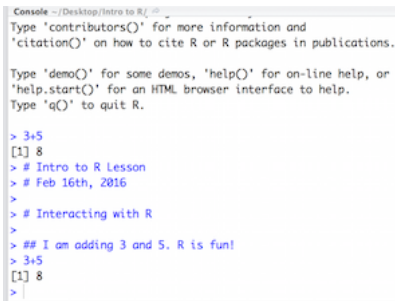 Console ~/Desktop/Intro to R/
Type 'contributors()' for more information and
'citation()' on how to cite R or R packages in publications.
Type 'demo()' for some demos, 'help()' for on-line help, or
'help.start()' for an HTML browser interface to help.
Type 'q()' to quit R.
> 3+5
[1] 8
> # Intro to R Lesson
> # Feb 16th, 2016
>
> # Interacting with R
>
> ## I am adding 3 and 5. R is fun!
> 3+5
[1] 8
>